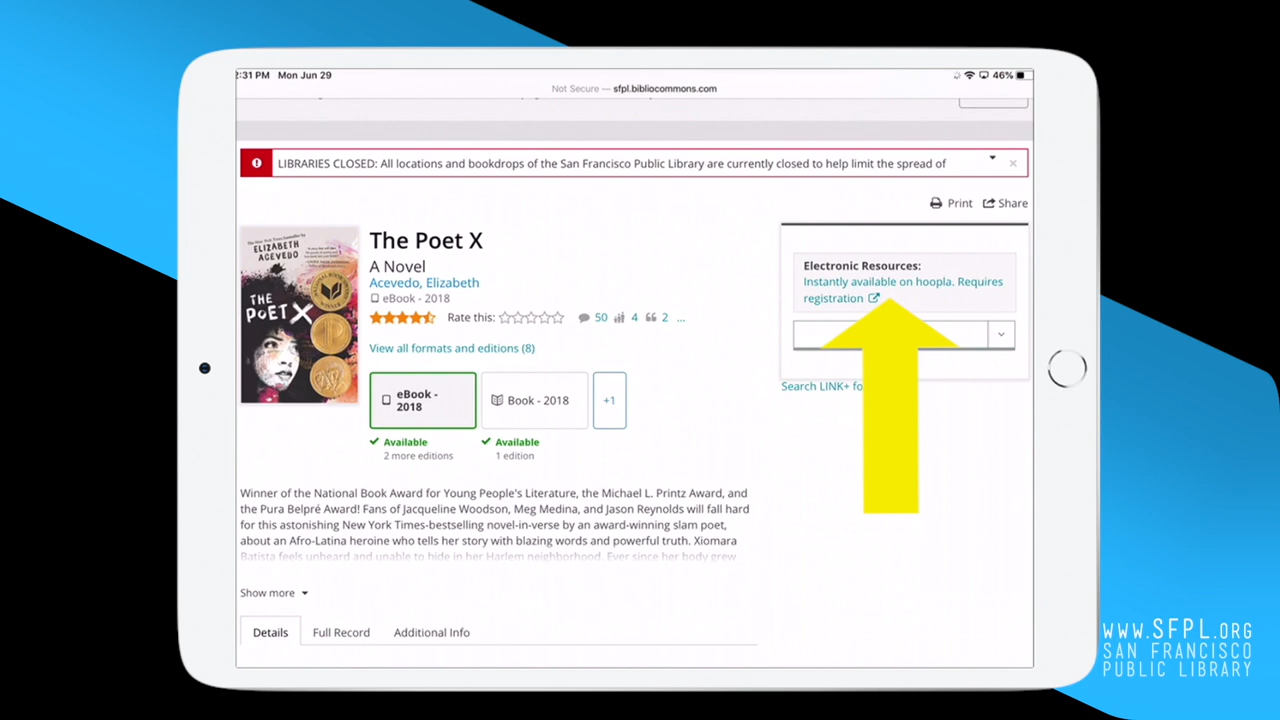 2:31 PM Mon Jun 29
46%
Not Secure — sfpl.bibliocommons.com
LIBRARIES CLOSED: All locations and bookdrops of the San Francisco Public Library are currently closed to help limit the spread of
Print Share
ELIZABETH
ACEVEDO
THE
POET X
The Poet X
A Novel
Acevedo, Elizabeth
eBook - 2018
Rate this: 50 4 2 ...
View all formats and editions (8)
eBook -
2018
Book - 2018
+1
Available
2 more editions
Available
1 edition
Electronic Resources:
Instantly available on hoopla. Requires
registration
Search LINK+ fo
Winner of the National Book Award for Young People's Literature, the Michael L. Printz Award, and
the Pura Belpré Award! Fans of Jacqueline Woodson, Meg Medina, and Jason Reynolds will fall hard
for this astonishing New York Times-bestselling novel-in-verse by an award-winning slam poet,
about an Afro-Latina heroine who tells her story with blazing words and powerful truth. Xiomara
Batista feels unheard and unable to hide in her Harlem neighborhood. Ever since her body grew
Show more
Details Full Record Additional Info
WWW.SFPL.ORG
SAN FRANCISCO
PUBLIC LIBRARY